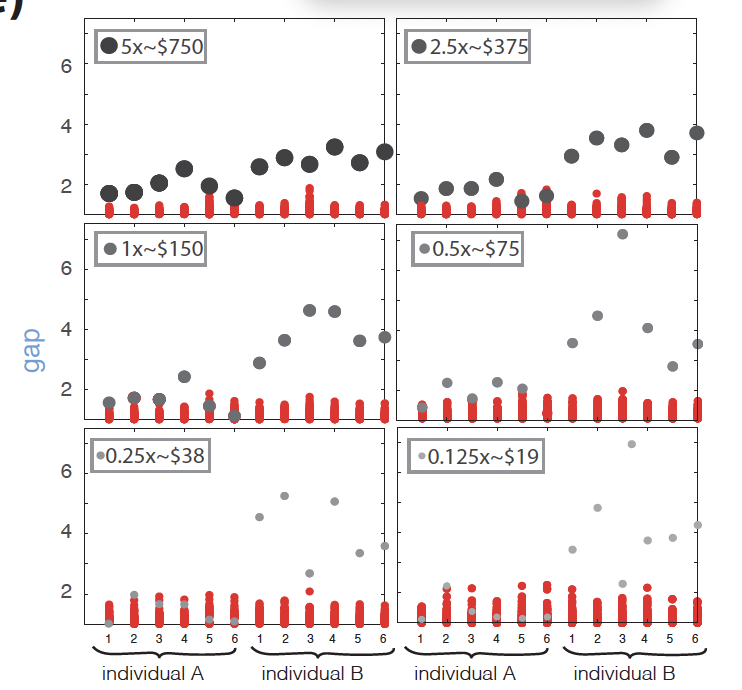 e)
5x~$750
2.5x~$375
6
4
2
1x~$150
0.5x~$75
6
4
2
gap
0.25x~$38
0.125x~$19
6
4
2
1 2 3 4 5 6 1 2 3 4 5 6 1 2 3 4 5 6 1 2 3 4 5 6
individual A individual B individual A individual B